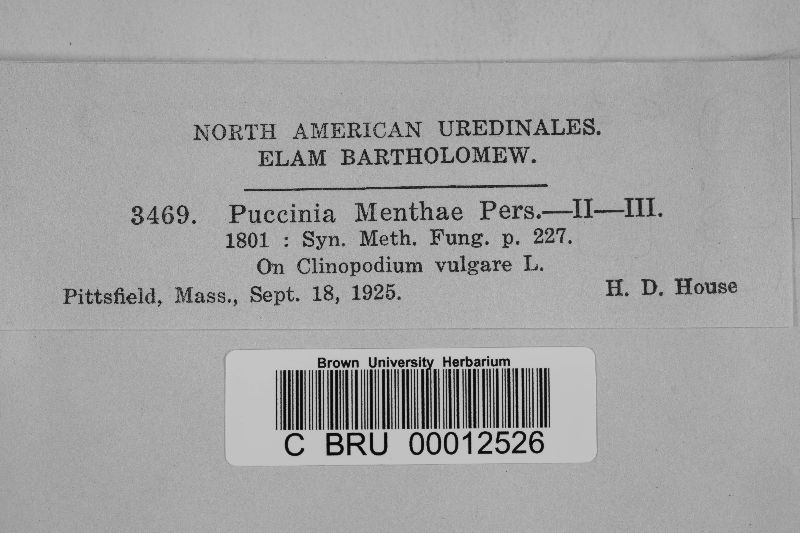 NORTH AMERICAN UREDINALES.
ELAM BARTHOLOMEW.
3469. Puccinia Menthae Pers.—II—III.
1801 : Syn. Meth. Fung. p. 227.
On Clinopodium vulgare L.
Pittsfield, Mass., Sept. 18, 1925. H. D. House
Brown University Herbarium
C BRU 00012526